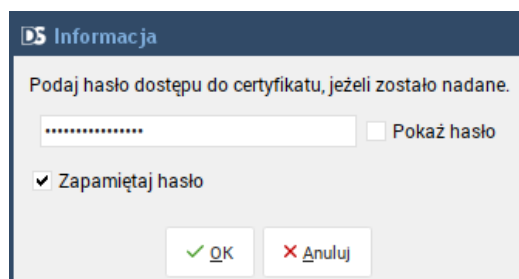 DS Informacja
Podaj hasło dostępu do certyfikatu, jeżeli zostało nadane.
•••••••••••••••• Pokaż hasło
Zapamiętaj hasło
OK Anuluj